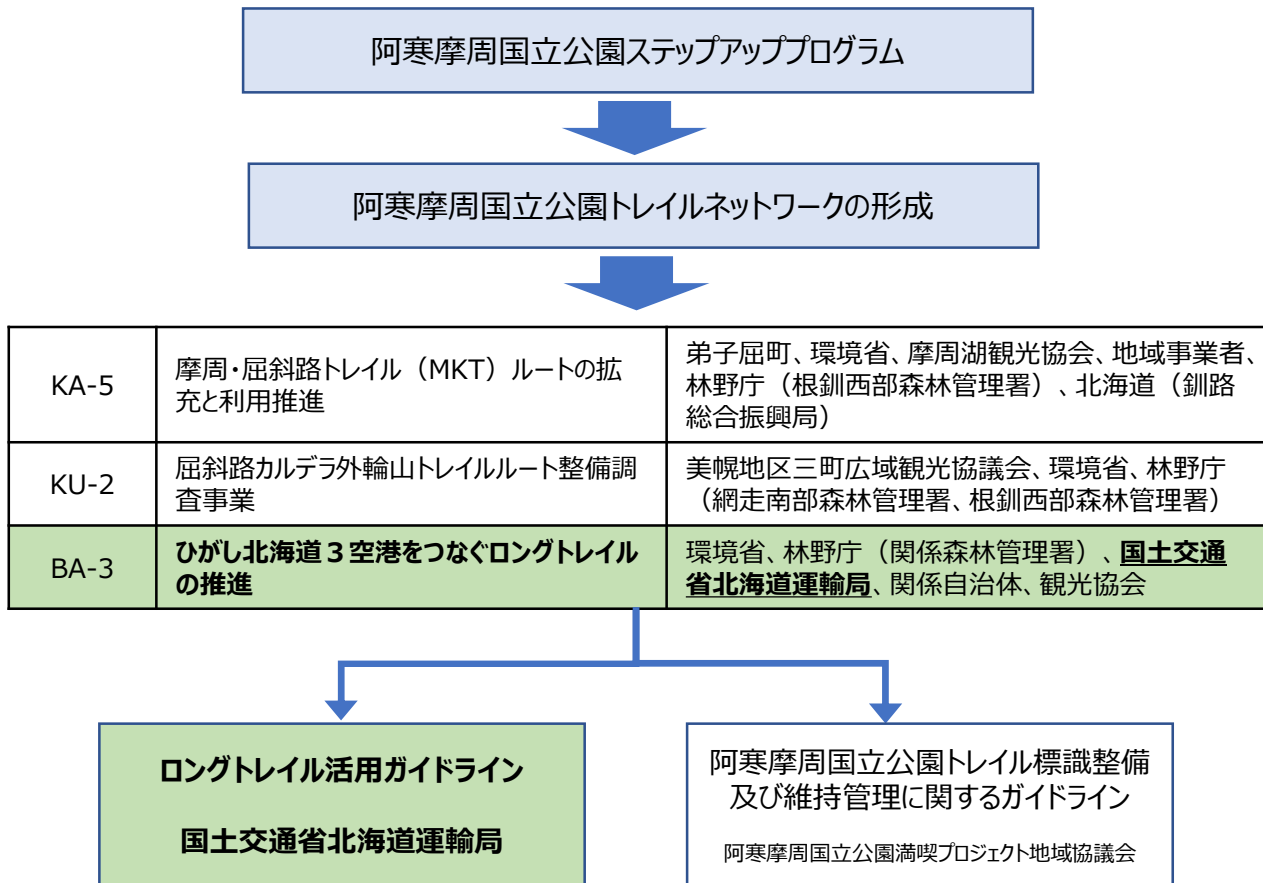 阿寒摩周国立公園ステッププアッププログラム
阿寒摩周国立公園トレイルネットワークの形成
KA-5
摩周・屈斜路トレイル（MKT）ルートの拡
充と利用推進
弟子屈町、環境省、摩周湖観光協会、地域事業者、
林野庁（根釧西部森林管理署）、北海道（釧路
総合振興局）
KU-2
屈斜路カルデラ外輪山トレイルルート整備調
査事業
美幌地区三町広域観光協議会、環境省、林野庁
（網走南部森林管理署、根釧西部森林管理署）
BA-3
ひがし北海道３空港をつなぐロングトレイル
の推進
環境省、林野庁（関係森林管理署）、国土交通
省北海道運輸局、関係自治体、観光協会
ロングトレイル活用ガイドライン
国土交通省北海道運輸局
阿寒摩周国立公園トレイル標識整備
及び維持管理に関するガイドライン
阿寒摩周国立公園満喫プロジェクト地域協議会